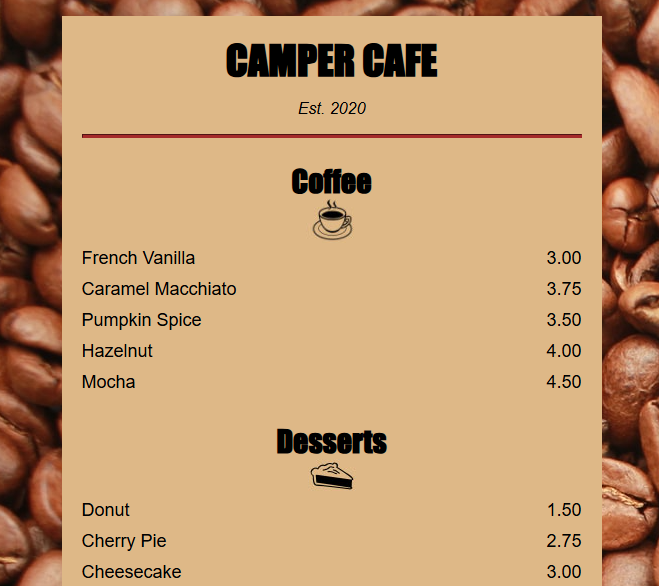 CAMPER CAFE
Est. 2020
Coffee
French Vanilla 3.00
Caramel Macchiato 3.75
Pumpkin Spice 3.50
Hazelnut 4.00
Mocha 4.50
Desserts
Donut 1.50
Cherry Pie 2.75
Cheesecake 3.00